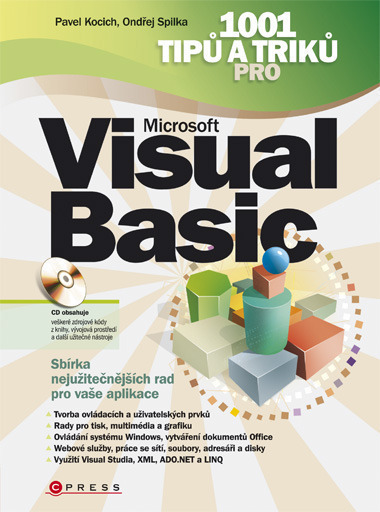 Pavel Kocich, Ondřej Spilka
1001
TIPŮ A TRIKŮ
PRO
Microsoft
Visual
Basic
CD obsahuje
veškeré zdrojové kódy
z knihy, vývojová prostředí
a další užitečné nástroje
Sbírka
nejužitečnějších rad
pro vaše aplikace
Tvorba ovládacích a uživatelských prvků
Rady pro tisk, multimédia a grafiku
Ovládání systému Windows, vytváření dokumentů Office
Webové služby, práce se sítí, soubory, adresáři a disky
Využití Visual Studia, XML, ADO.NET a LINQ
CPRESS